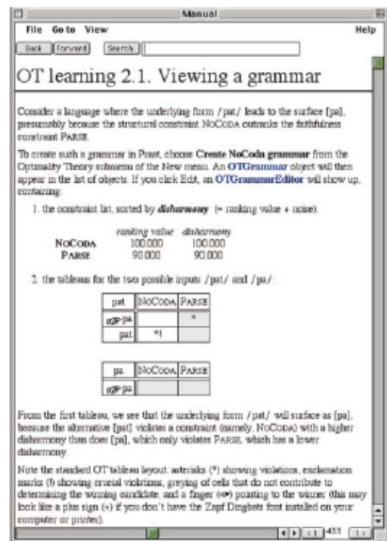 Manual
File Go to View Help
Back Forward Search
OT learning 2.1. Viewing a grammar
Consider a language where the underlying form /pat/ leads to the surface [pa],
presumably because the structural constraint NOCODA outranks the faithfulness
constraint PARSE.
To create such a grammar in Praat, choose Create NoCoda grammar from the
Optimality Theory submenu of the New menu. An OTGrammar object will then
appear in the list of objects. If you click Edit, an OTGrammarEditor will show up,
containing:
1. the constraint list, sorted by disharmony (= ranking value + noise):
ranking value disharmony
NOCODA 100.000 100.000
PARSE 90.000 90.000
2. the tableaus for the two possible inputs /pat/ and /pa/:
pat NOCODA PARSE
☞ pa *
pat *!
pa NOCODA PARSE
☞ pa
From the first tableau, we see that the underlying form /pat/ will surface as [pa],
because the alternative [pat] violates a constraint (namely, NOCODA) with a higher
disharmony than does [pa], which only violates PARSE, which has a lower
disharmony.
Note the standard OT tableau layout: asterisks (*) showing violations, exclamation
marks (!) showing crucial violations, greying of cells that do not contribute to
determining the winning candidate, and a finger (☞) pointing to the winner (this may
look like a plus sign (+) if you don't have the Zapf Dingbats font installed on your
computer or printer).
< 1 433 1 >